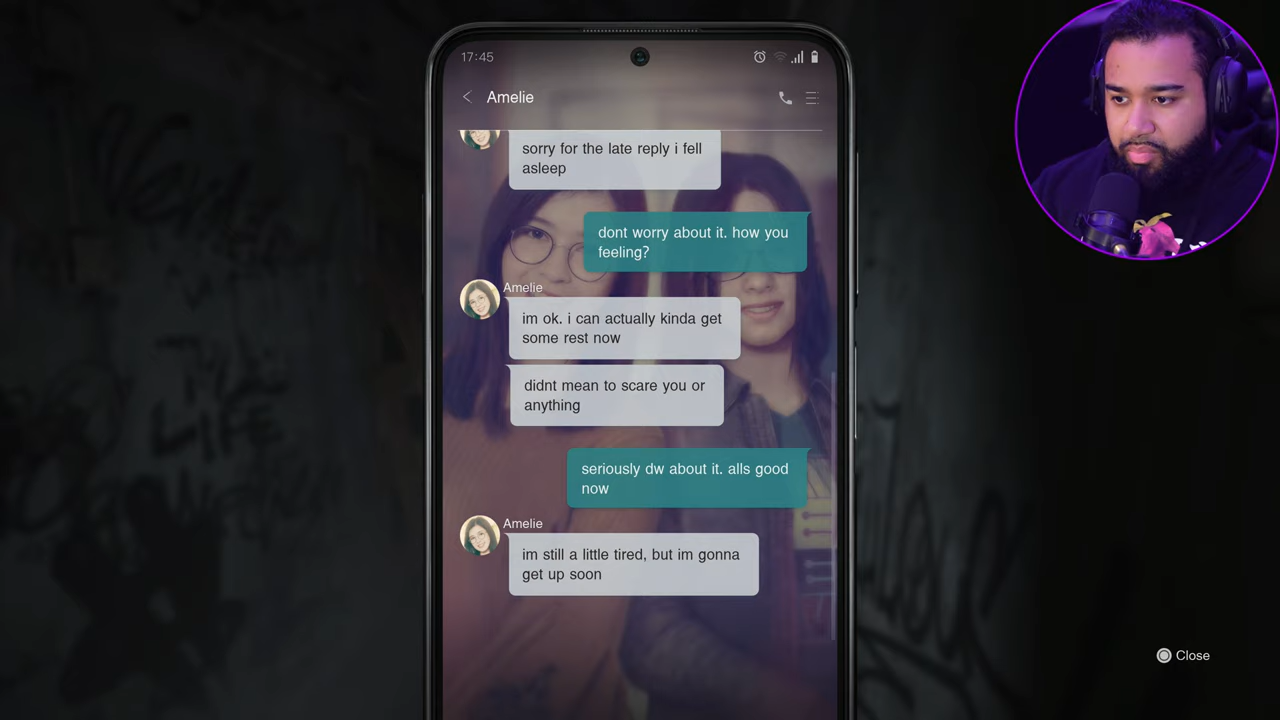 17:45
Amelie
sorry for the late reply i fell
asleep
dont worry about it. how you
feeling?
Amelie
im ok. i can actually kinda get
some rest now
didnt mean to scare you or
anything
seriously dw about it. alls good
now
Amelie
im still a little tired, but im gonna
get up soon
LIFE
Close